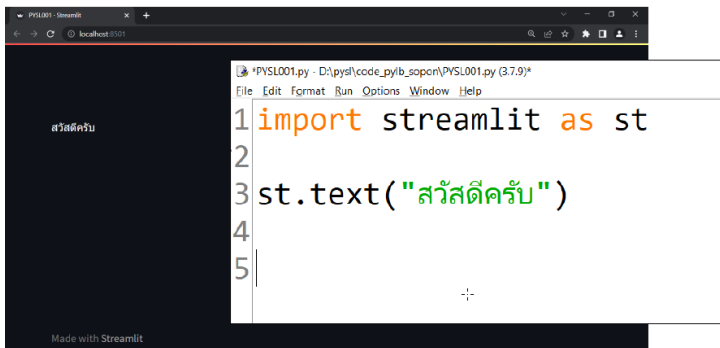 PYSL001 - Streamlit
localhost:8501
สวัสดีครับ
Made with Streamlit
*PYSL001.py - D:\pysl\code_pylb_sopon\PYSL001.py (3.7.9)*
File Edit Format Run Options Window Help
1 import streamlit as st
2
3 st.text("สวัสดีครับ")
4
5